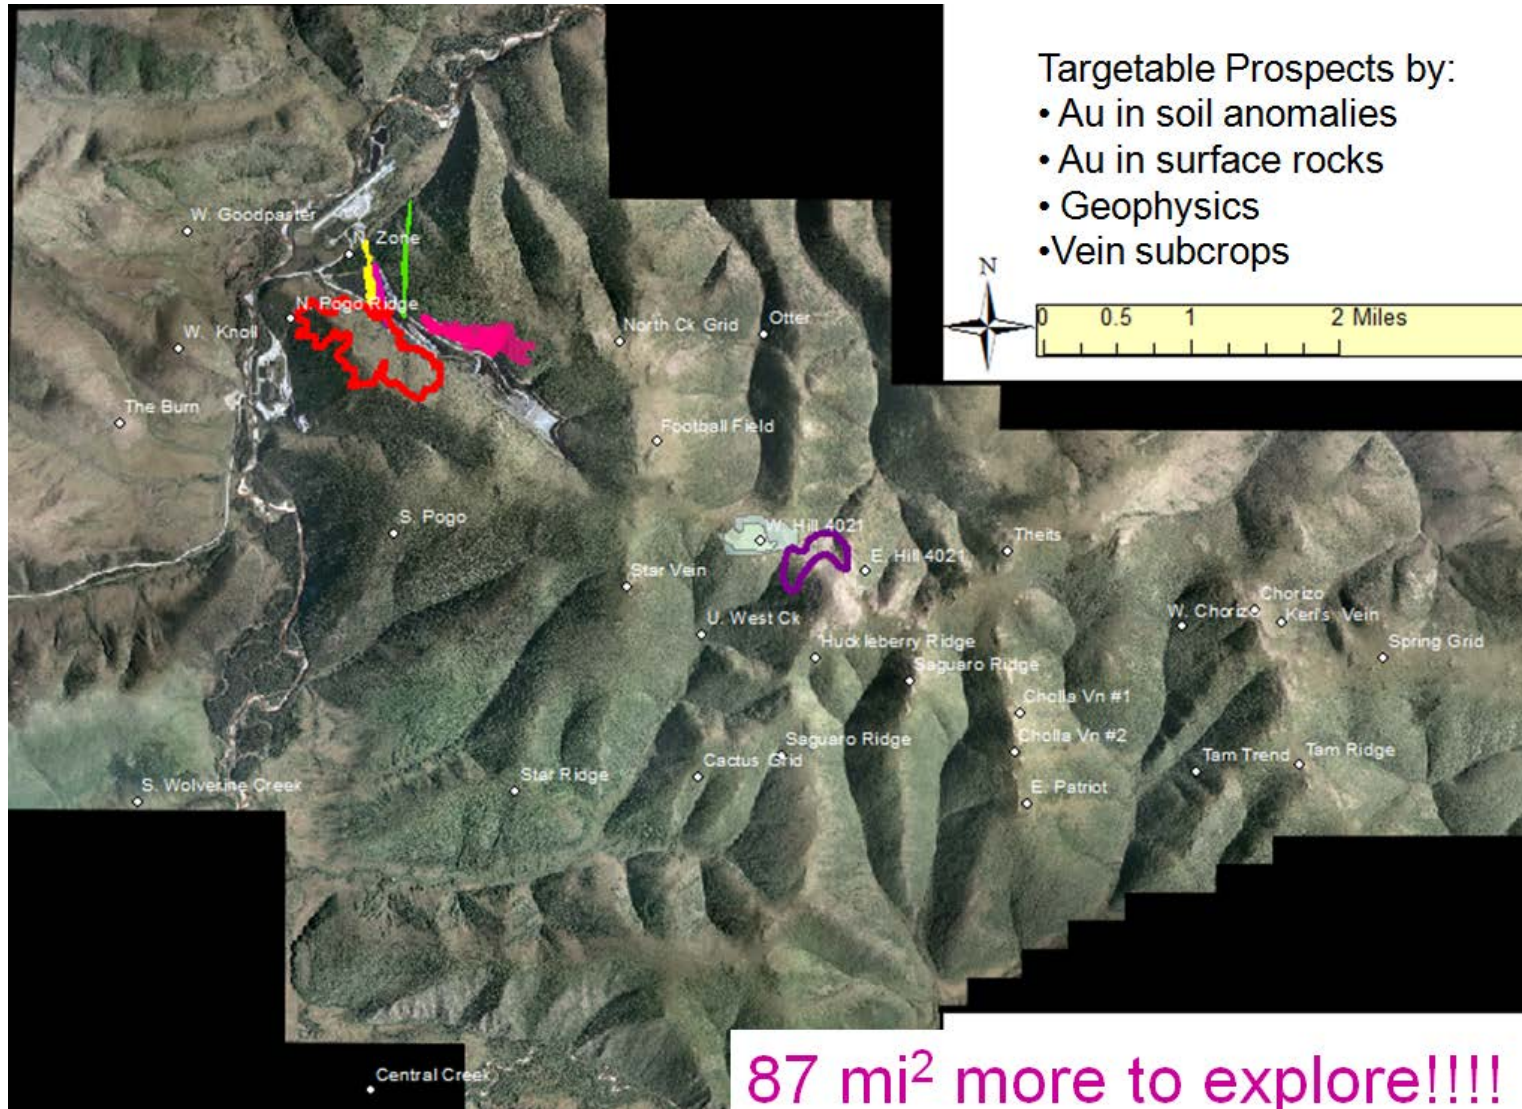 Targetable Prospects by:
• Au in soil anomalies
• Au in surface rocks
• Geophysics
•Vein subcrops
N
0 0.5 1 2 Miles
W. Goodpaster
N. Zone
N. Pogo Ridge
W. Knoll
North Ck Grid
Otter
The Burn
Football Field
S. Pogo
W. Hill 4021
E. Hill 4021
Theits
Star Vein
U. West Ck
Huckleberry Ridge
Saguaro Ridge
W. Chorizo
Chorizo
Keri's Vein
Spring Grid
Cholla Vn #1
Cholla Vn #2
Saguaro Ridge
Cactus Grid
Star Ridge
Tam Trend
Tam Ridge
E. Patriot
S. Wolverine Creek
Central Creek
87 mi² more to explore!!!!